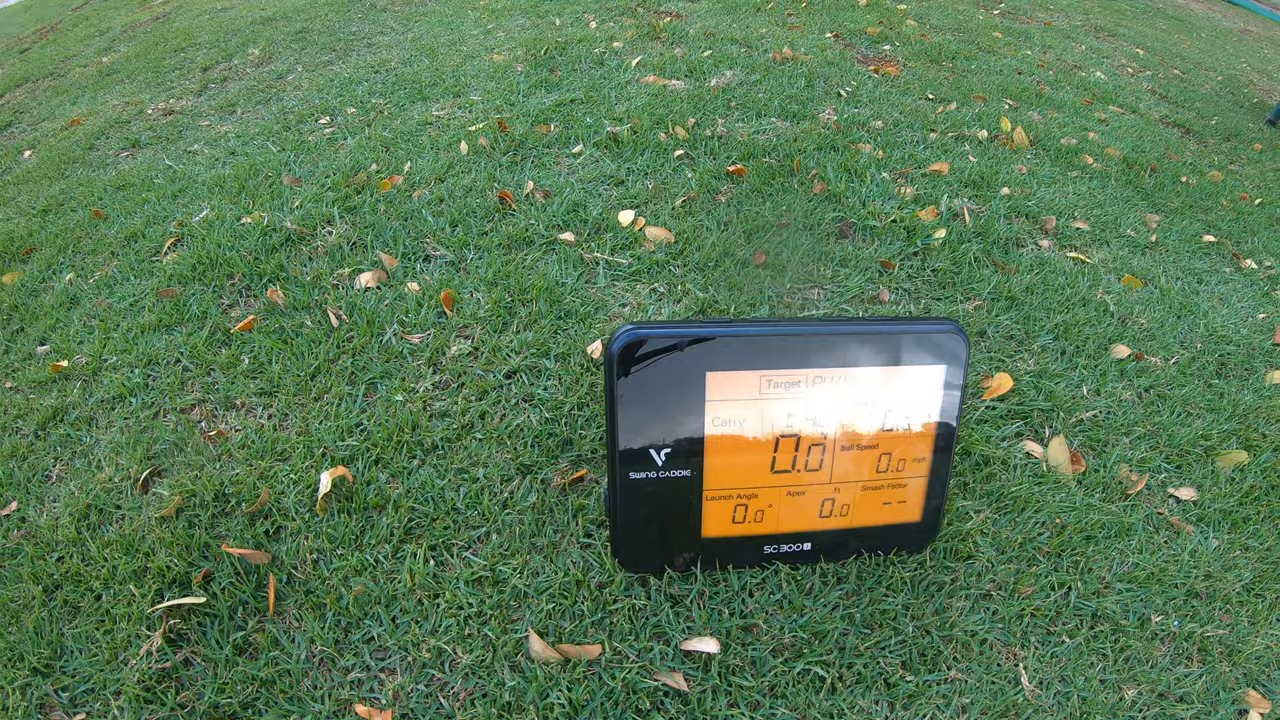 Target
Carry
0.0
Ball Speed
0.0 mph
Launch Angle
0.0°
Apex ft
0.0
Smash Factor
--
SWING CADDIE
SC300i